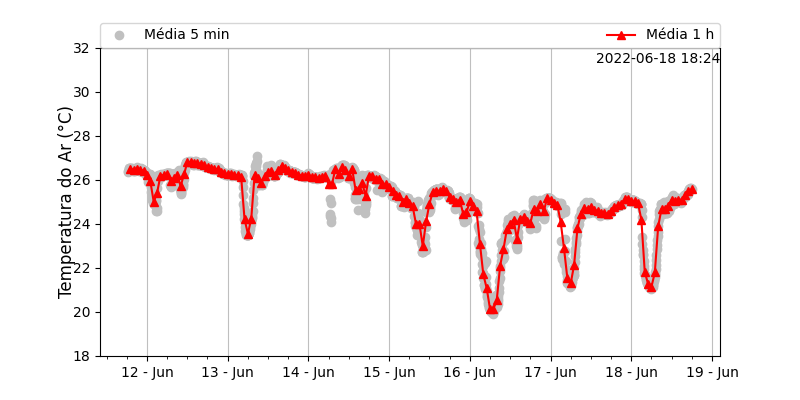 Média 5 min
Média 1 h
2022-06-18 18:24
Temperatura do Ar (°C)
32
30
28
26
24
22
20
18
12 - Jun
13 - Jun
14 - Jun
15 - Jun
16 - Jun
17 - Jun
18 - Jun
19 - Jun